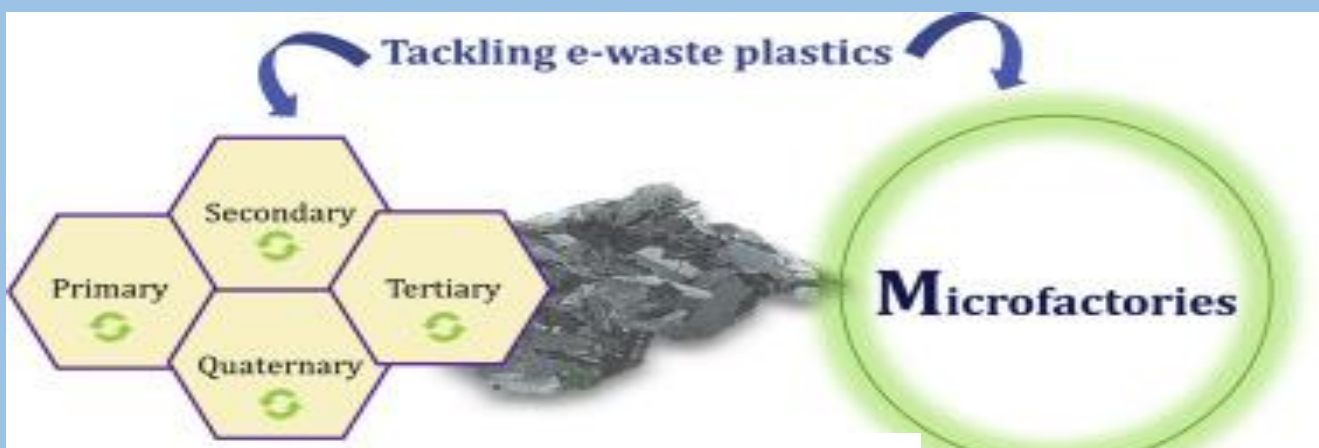 Tackling e-waste plastics
Secondary
Primary
Tertiary
Quaternary
Microfactories